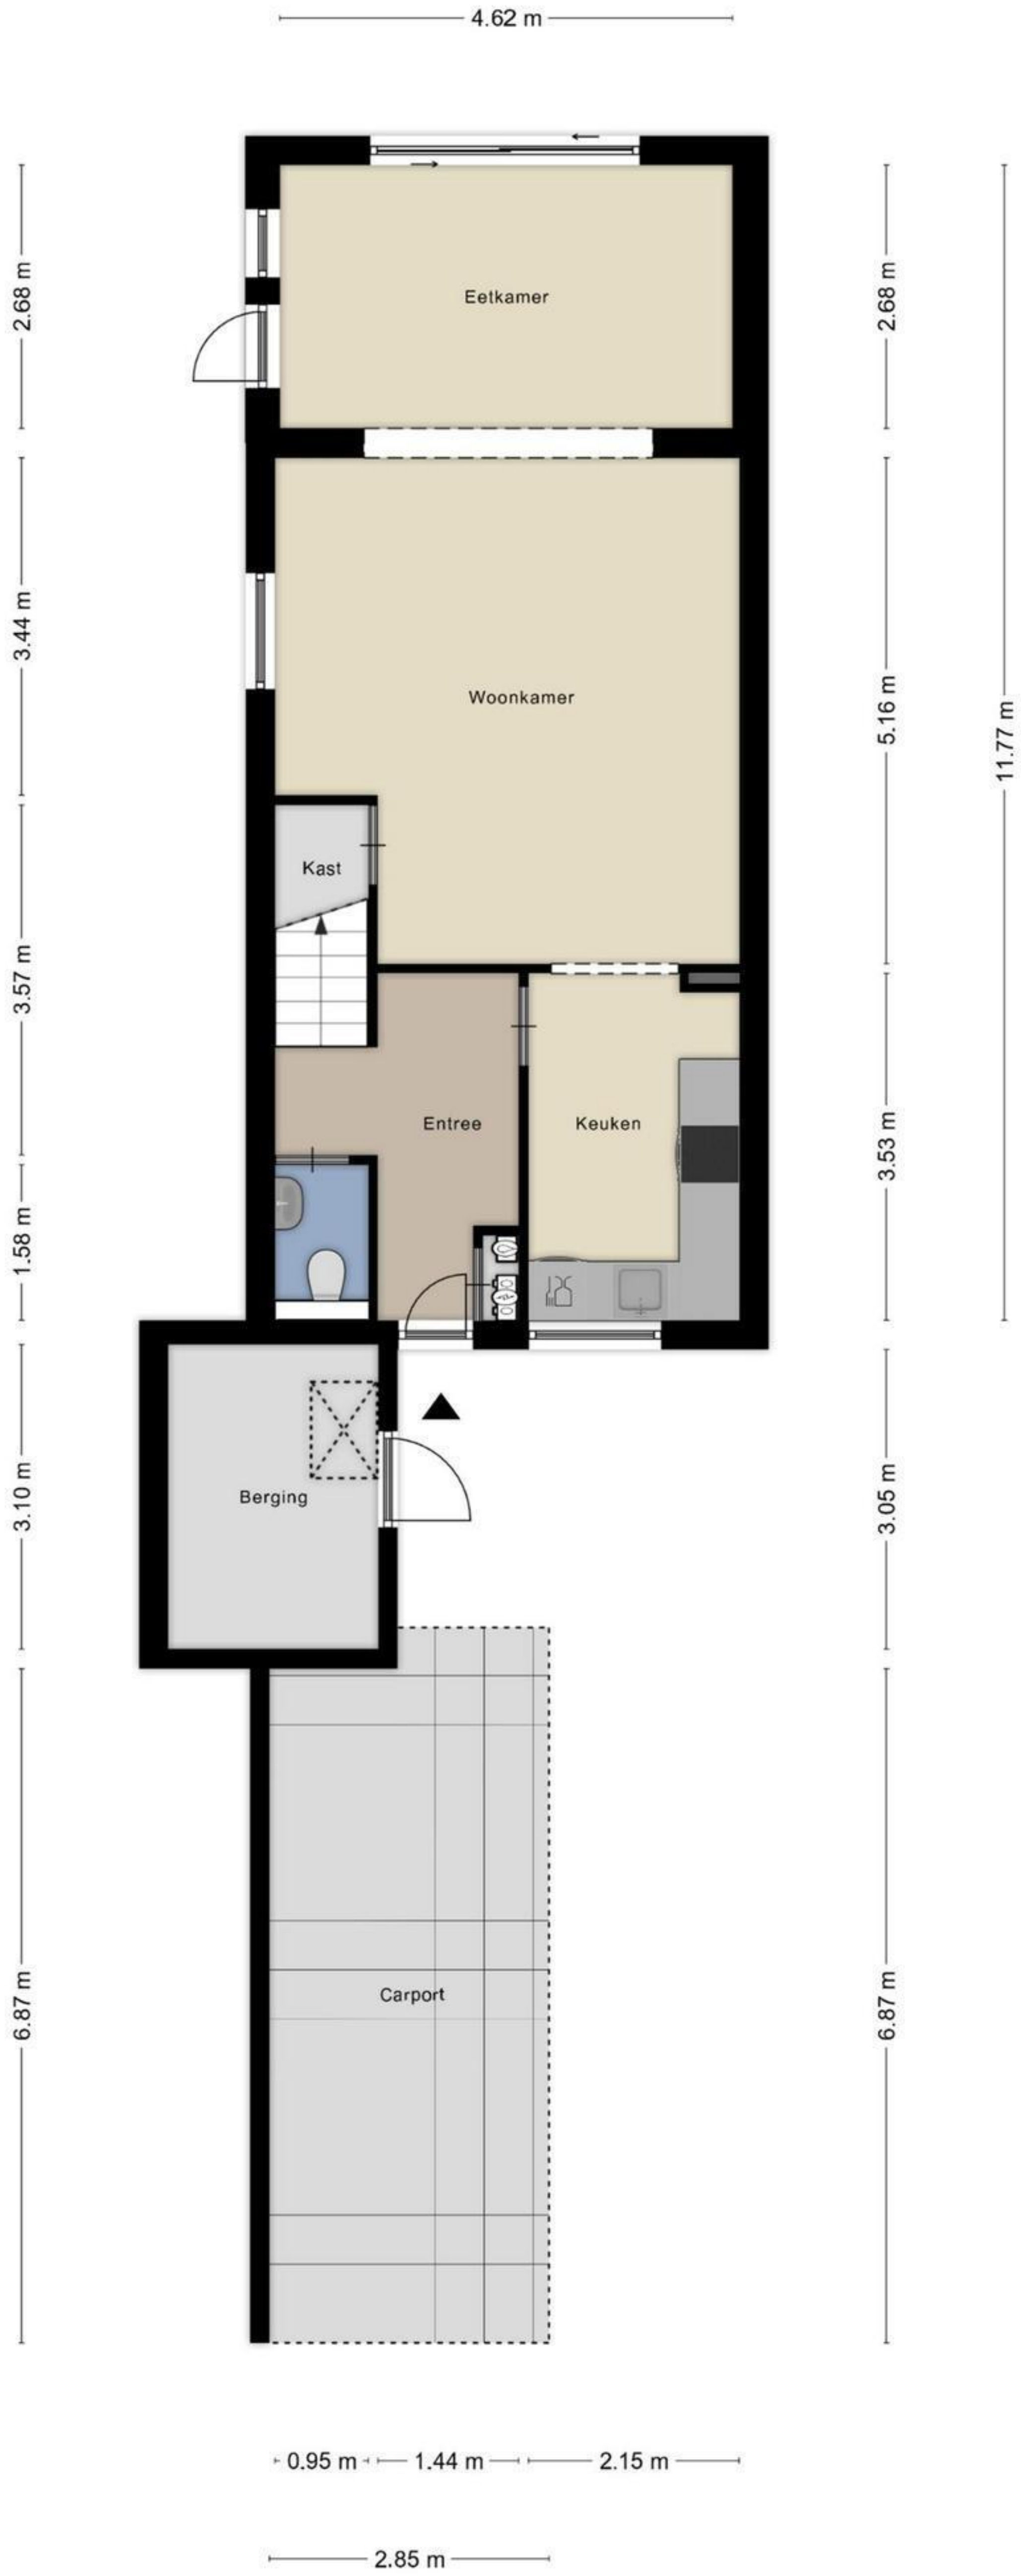 4.62 m
2.68 m
Eetkamer
2.68 m
3.44 m
Woonkamer
5.16 m
11.77 m
Kast
3.57 m
Entree
Keuken
3.53 m
1.58 m
3.10 m
Berging
3.05 m
6.87 m
Carport
6.87 m
0.95 m
1.44 m
2.15 m
2.85 m